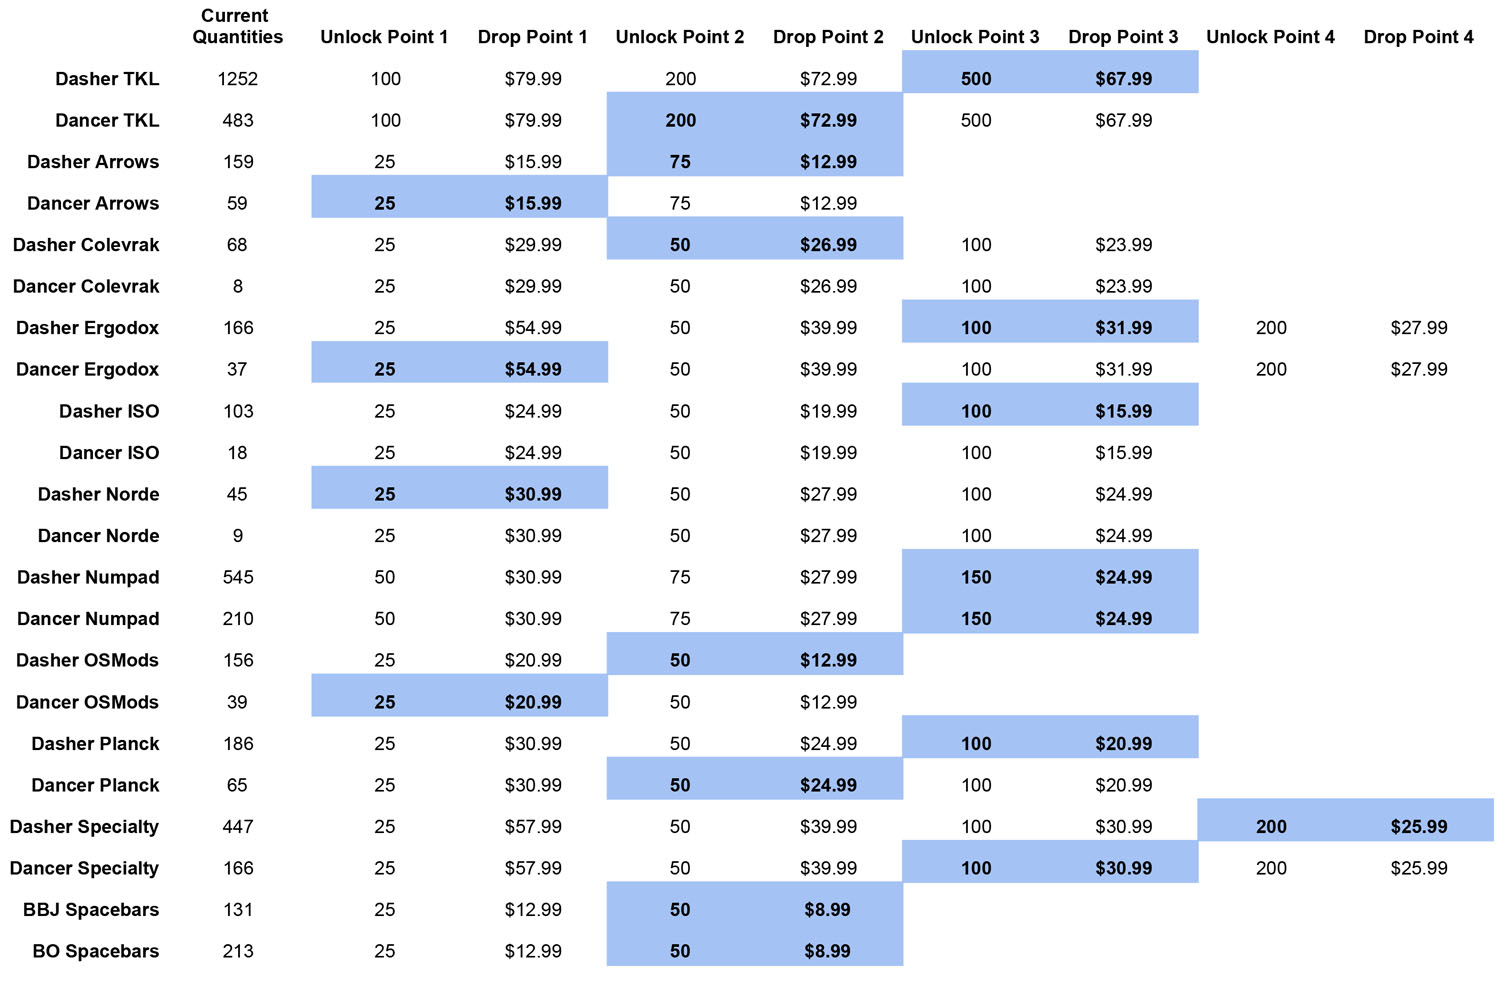 Current
Quantities Unlock Point 1 Drop Point 1 Unlock Point 2 Drop Point 2 Unlock Point 3 Drop Point 3 Unlock Point 4 Drop Point 4
Dasher TKL 1252 100 $79.99 200 $72.99 500 $67.99
Dancer TKL 483 100 $79.99 200 $72.99 500 $67.99
Dasher Arrows 159 25 $15.99 75 $12.99
Dancer Arrows 59 25 $15.99 75 $12.99
Dasher Colevrak 68 25 $29.99 50 $26.99 100 $23.99
Dancer Colevrak 8 25 $29.99 50 $26.99 100 $23.99
Dasher Ergodox 166 25 $54.99 50 $39.99 100 $31.99 200 $27.99
Dancer Ergodox 37 25 $54.99 50 $39.99 100 $31.99 200 $27.99
Dasher ISO 103 25 $24.99 50 $19.99 100 $15.99
Dancer ISO 18 25 $24.99 50 $19.99 100 $15.99
Dasher Norde 45 25 $30.99 50 $27.99 100 $24.99
Dancer Norde 9 25 $30.99 50 $27.99 100 $24.99
Dasher Numpad 545 50 $30.99 75 $27.99 150 $24.99
Dancer Numpad 210 50 $30.99 75 $27.99 150 $24.99
Dasher OSMods 156 25 $20.99 50 $12.99
Dancer OSMods 39 25 $20.99 50 $12.99
Dasher Planck 186 25 $30.99 50 $24.99 100 $20.99
Dancer Planck 65 25 $30.99 50 $24.99 100 $20.99
Dasher Specialty 447 25 $57.99 50 $39.99 100 $30.99 200 $25.99
Dancer Specialty 166 25 $57.99 50 $39.99 100 $30.99 200 $25.99
BBJ Spacebars 131 25 $12.99 50 $8.99
BO Spacebars 213 25 $12.99 50 $8.99